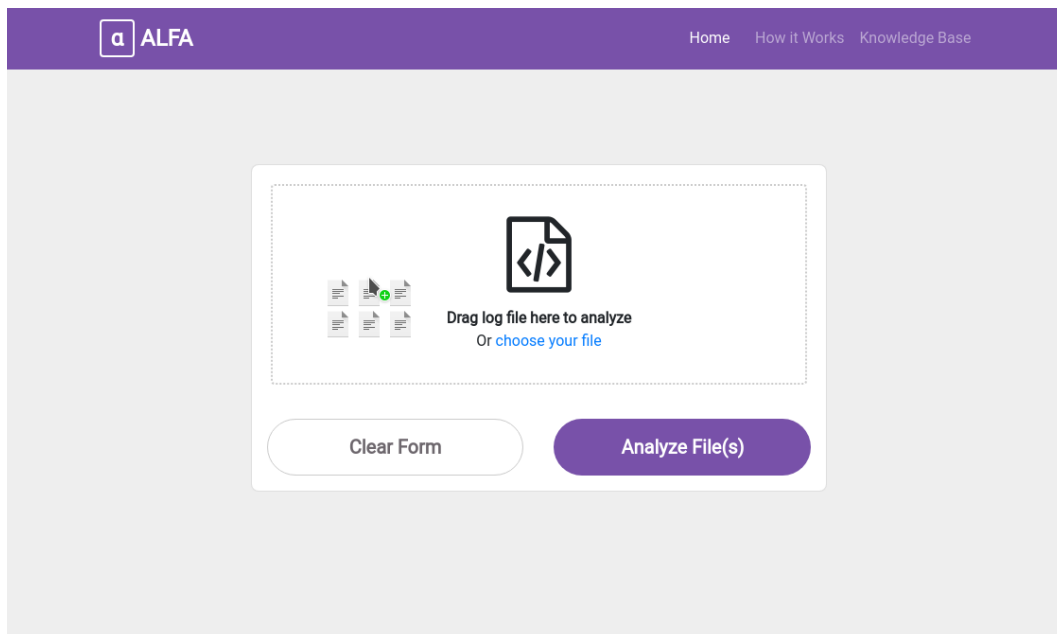 α ALFA
Home How it Works Knowledge Base
Drag log file here to analyze
Or choose your file
Clear Form
Analyze File(s)